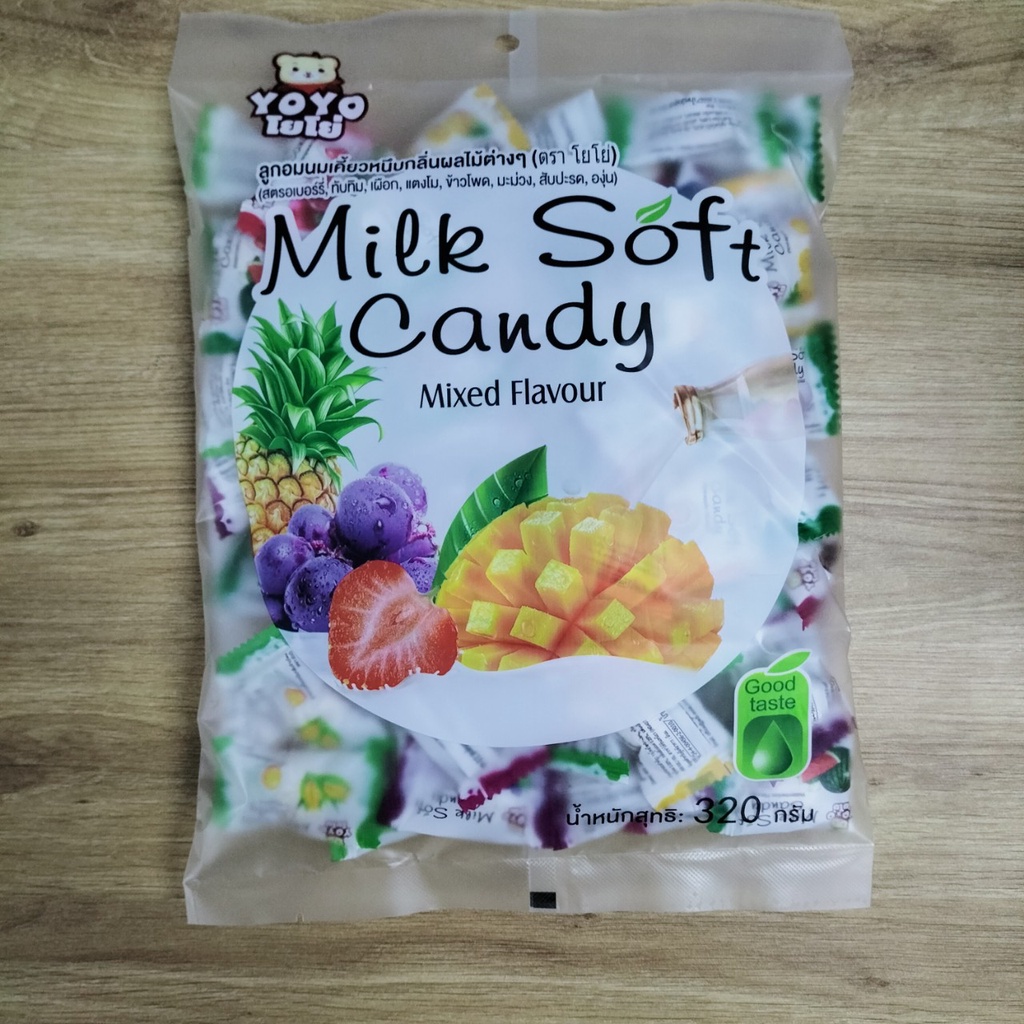 YOYO
โยโย่
ลูกอมนมเคี้ยวหนึบกลิ่นผลไม้ต่างๆ (ตรา โยโย่)
(สตรอเบอร์รี่, ทับทิม, เผือก, แตงโม, ข้าวโพด, มะม่วง, สับปะรด, องุ่น)
Milk Soft
Candy
Mixed Flavour
Good
taste
น้ำหนักสุทธิ: 320 กรัม